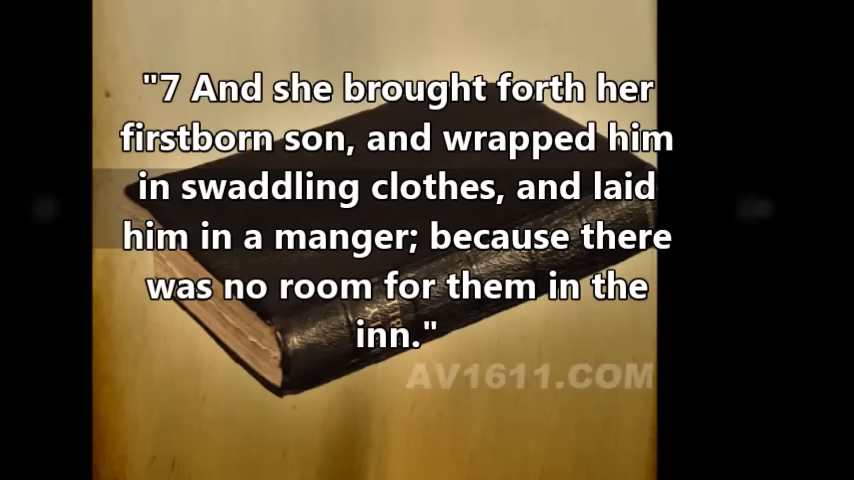 "7 And she brought forth her
firstborn son, and wrapped him
in swaddling clothes, and laid
him in a manger; because there
was no room for them in the
inn."
AV1611.COM